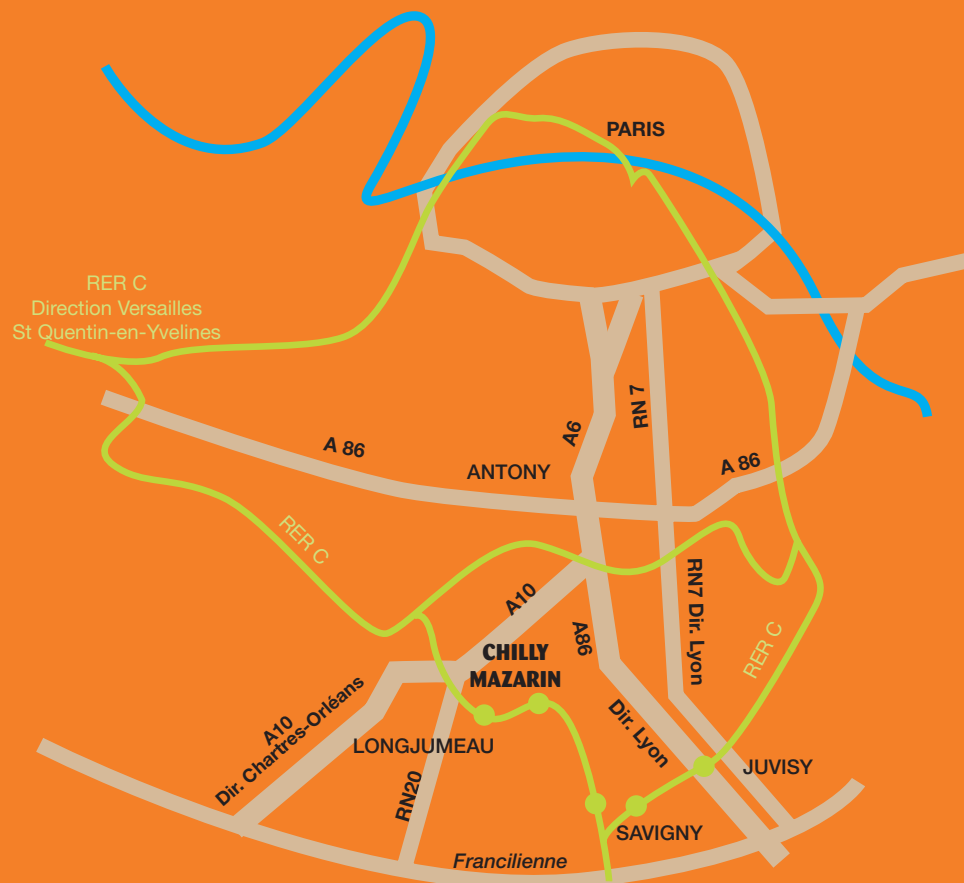 PARIS
RER C
Direction Versailles
St Quentin-en-Yvelines
RN 7
A6
A 86
ANTONY
A 86
RER C
RN7 Dir. Lyon
A10
A86
RER C
CHILLY
MAZARIN
A10
Dir. Chartres-Orléans
Dir. Lyon
LONGJUMEAU
JUVISY
RN20
SAVIGNY
Francilienne